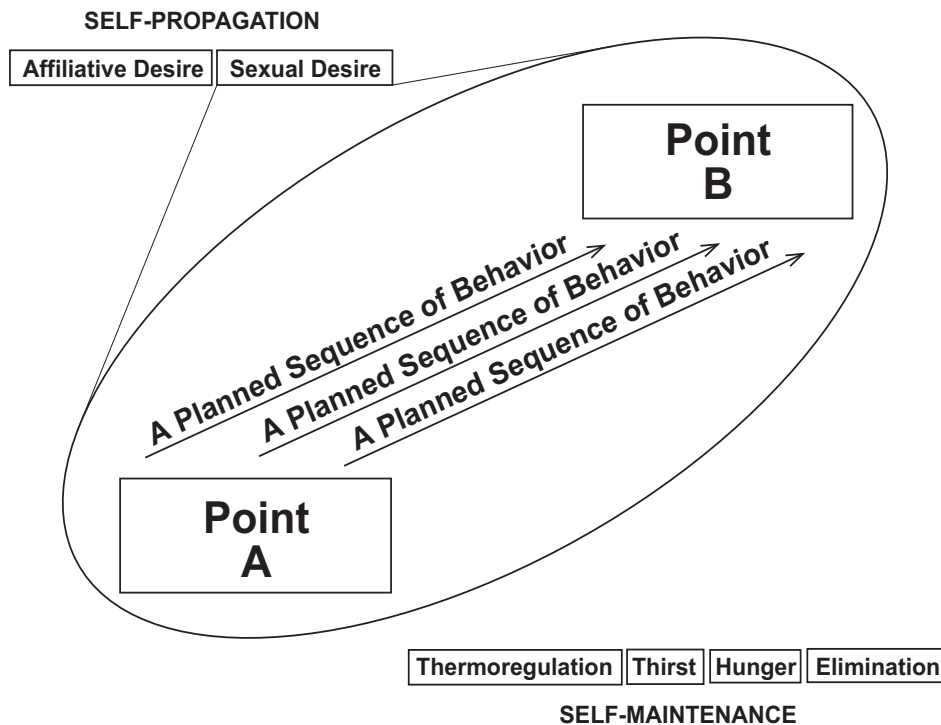 SELF-PROPAGATION
Affiliative Desire Sexual Desire
Point
B
A Planned Sequence of Behavior
A Planned Sequence of Behavior
A Planned Sequence of Behavior
Point
A
Thermoregulation Thirst Hunger Elimination
SELF-MAINTENANCE